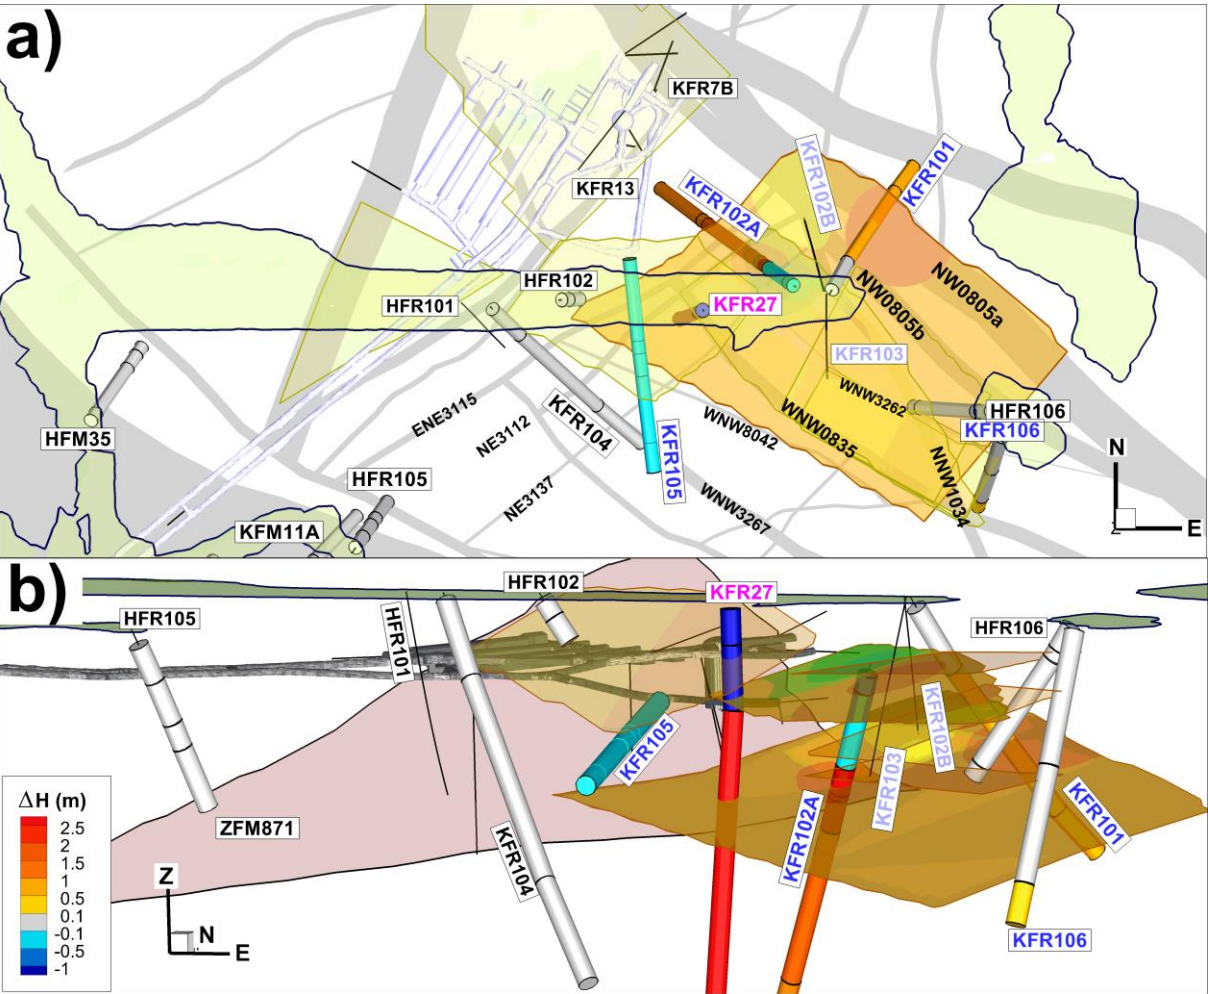 a)
KFR7B
KFR13
KFR102A
KFR102B
KFR101
HFR102
HFR101
KFR27
NW0805a
NW0805b
KFR103
WNW3262
HFR106
KFR106
ENE3115
NE3112
NE3137
KFR104
KFR105
WNW8042
WNW0835
WNW3267
NNW1034
HFM35
HFR105
KFM11A
N
E
b)
HFR105
HFR101
HFR102
KFR27
HFR106
KFR105
KFR102B
KFR103
KFR102A
KFR101
KFR104
KFR106
ZFM871
ΔH (m)
2.5
2
1.5
1
0.5
0.1
-0.1
-0.5
-1
Z
N
E